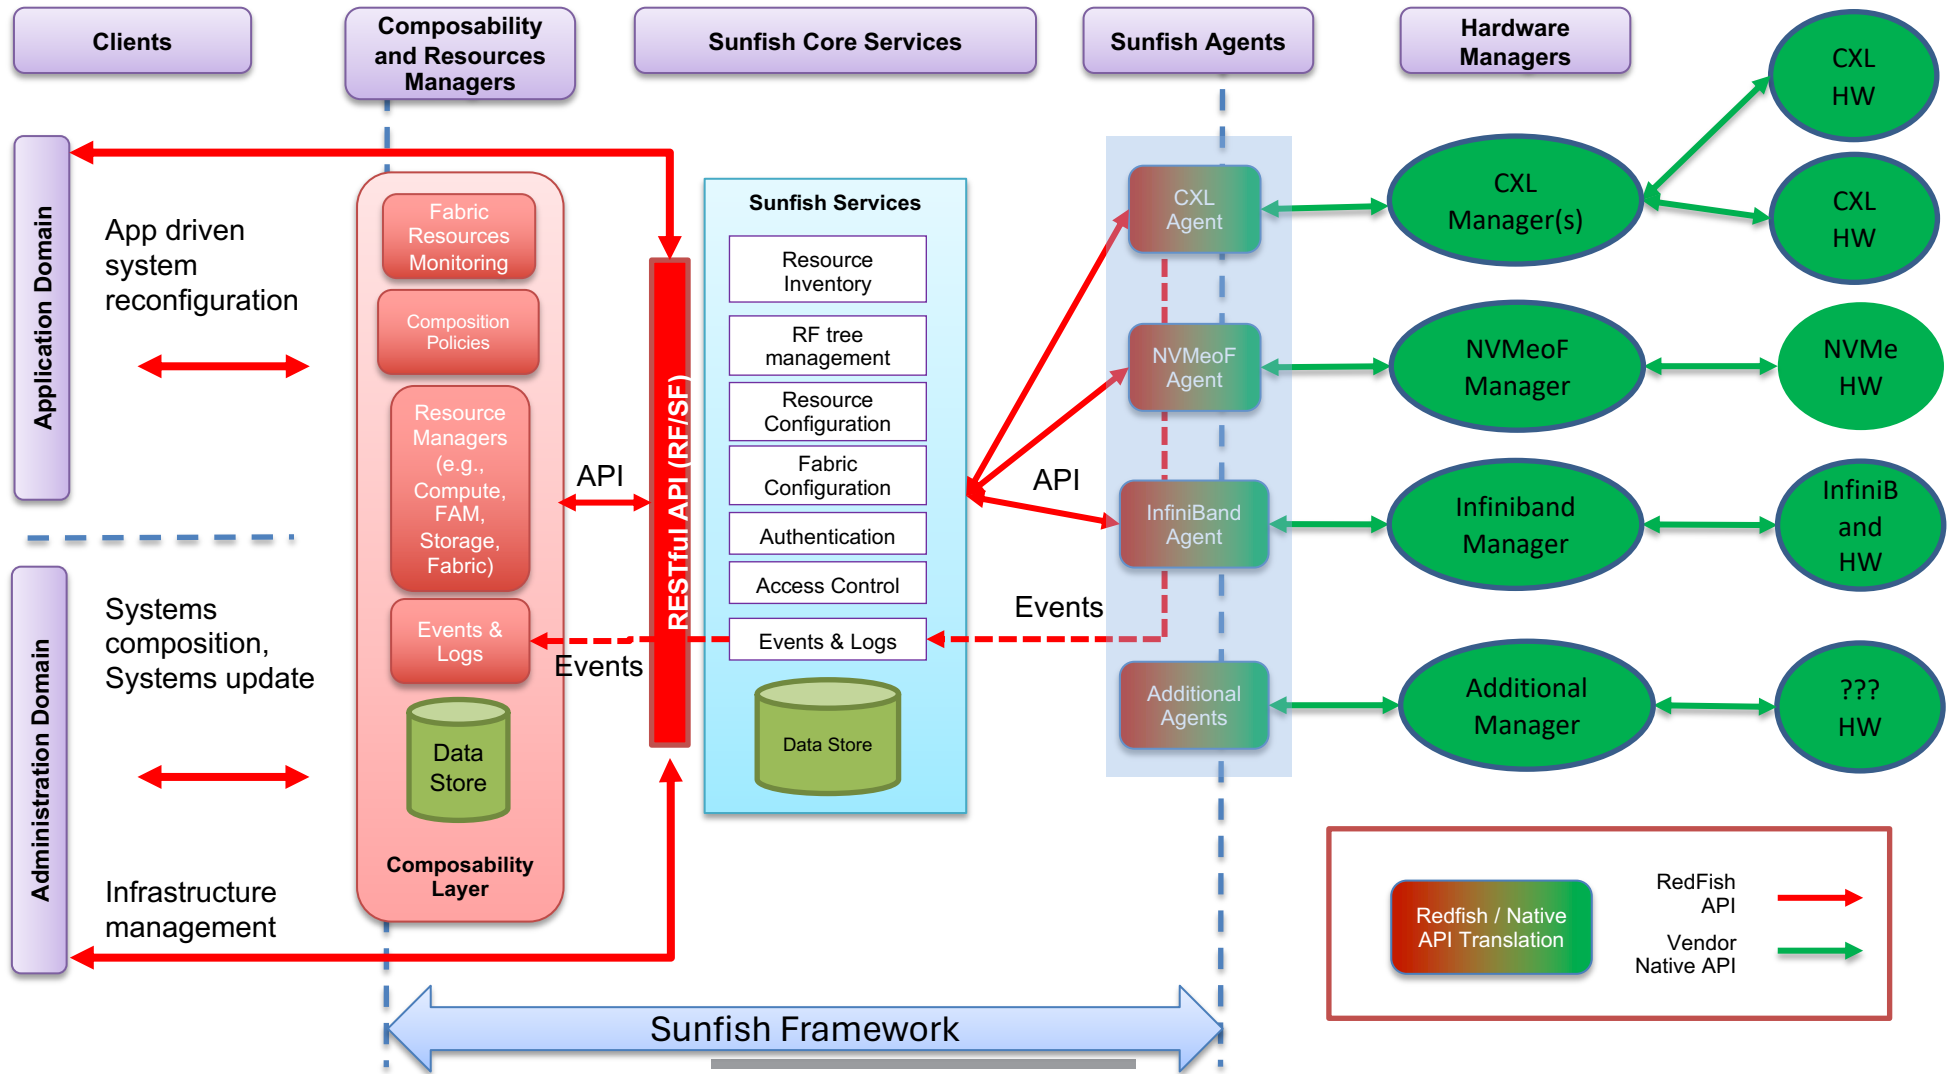 Clients
Composability
and Resources
Managers
Sunfish Core Services
Sunfish Agents
Hardware
Managers
Application Domain
App driven
system
reconfiguration
Administration Domain
Systems
composition,
Systems update
Infrastructure
management
Fabric
Resources
Monitoring
Composition
Policies
Resource
Managers
(e.g.,
Compute,
FAM,
Storage,
Fabric)
Events &
Logs
Data
Store
Composability
Layer
API
Events
RESTful API (RF/SF)
Sunfish Services
Resource
Inventory
RF tree
management
Resource
Configuration
Fabric
Configuration
Authentication
Access Control
Events & Logs
Data Store
API
Events
CXL
Agent
NVMeoF
Agent
InfiniBand
Agent
Additional
Agents
CXL
Manager(s)
NVMeoF
Manager
Infiniband
Manager
Additional
Manager
CXL
HW
CXL
HW
NVMe
HW
InfiniB
and
HW
???
HW
Redfish / Native
API Translation
RedFish
API
Vendor
Native API
Sunfish Framework